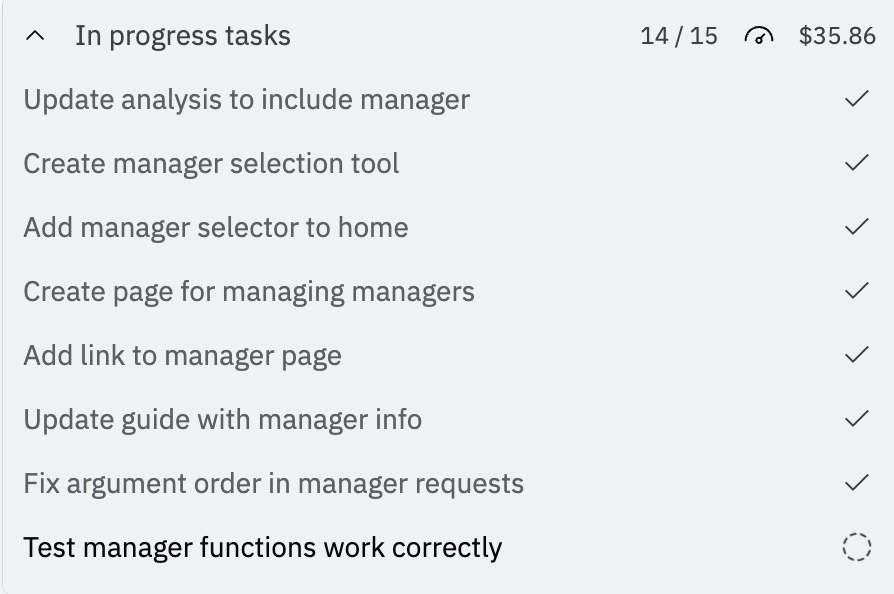 In progress tasks 14 / 15 $35.86
Update analysis to include manager
Create manager selection tool
Add manager selector to home
Create page for managing managers
Add link to manager page
Update guide with manager info
Fix argument order in manager requests
Test manager functions work correctly